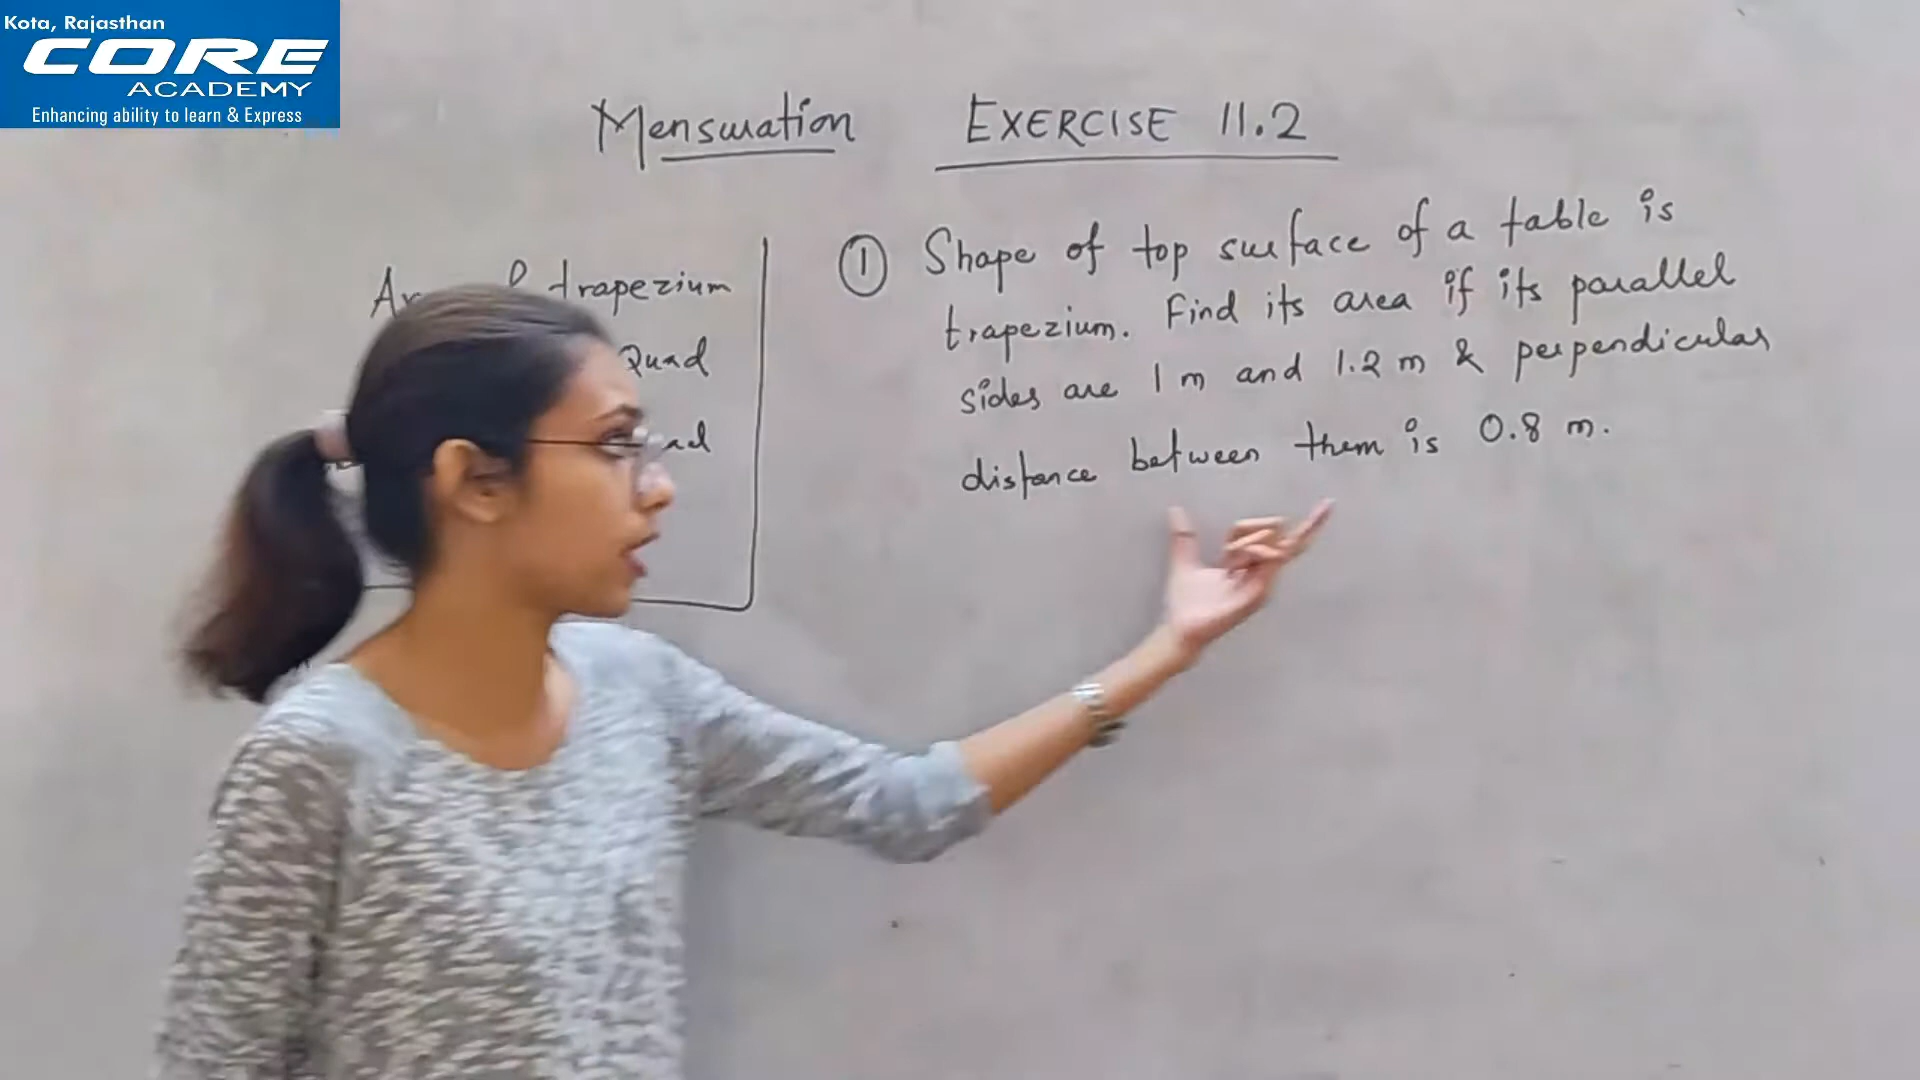 Kota, Rajasthan
CORE
ACADEMY
Enhancing ability to learn & Express
Mensuration EXERCISE 11.2
trapezium
Quad
① Shape of top surface of a table is
trapezium. Find its area if its parallel
sides are 1 m and 1.2 m & perpendicular
distance between them is 0.8 m.